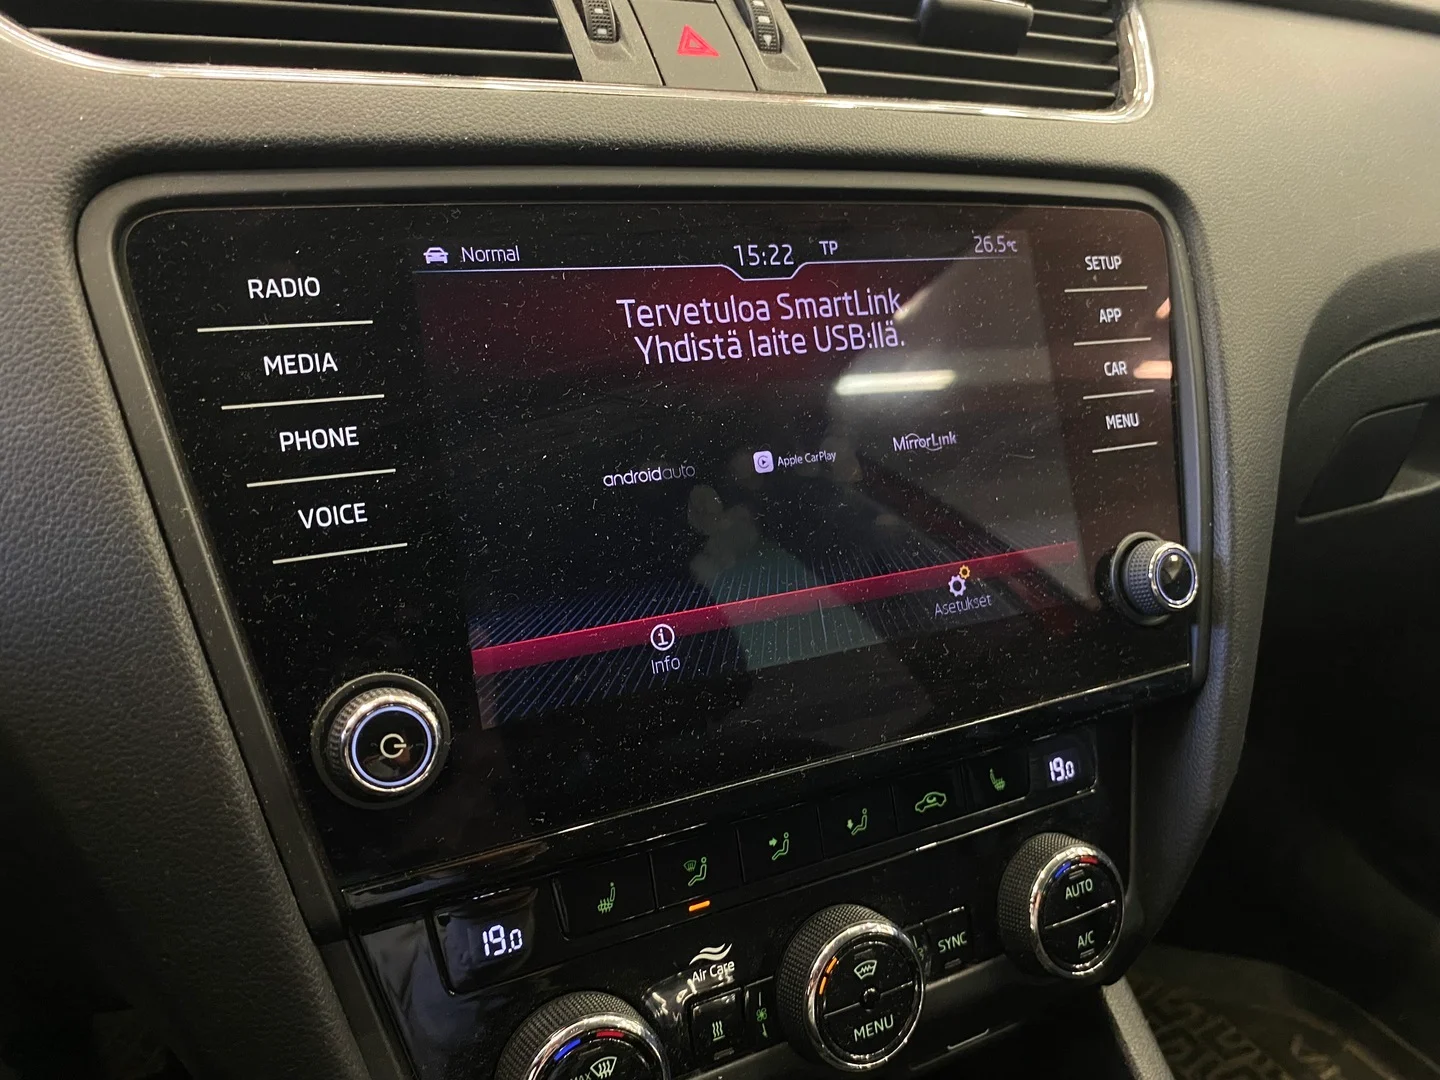 Normal
15:22
TP
26.5°C
RADIO
MEDIA
PHONE
VOICE
Tervetuloa SmartLink.
Yhdistä laite USB:llä.
androidauto
Apple CarPlay
MirrorLink
Info
Asetukset
SETUP
APP
CAR
MENU
19.0
19.0
Air Care
MENU
SYNC
AUTO
A/C
MAX